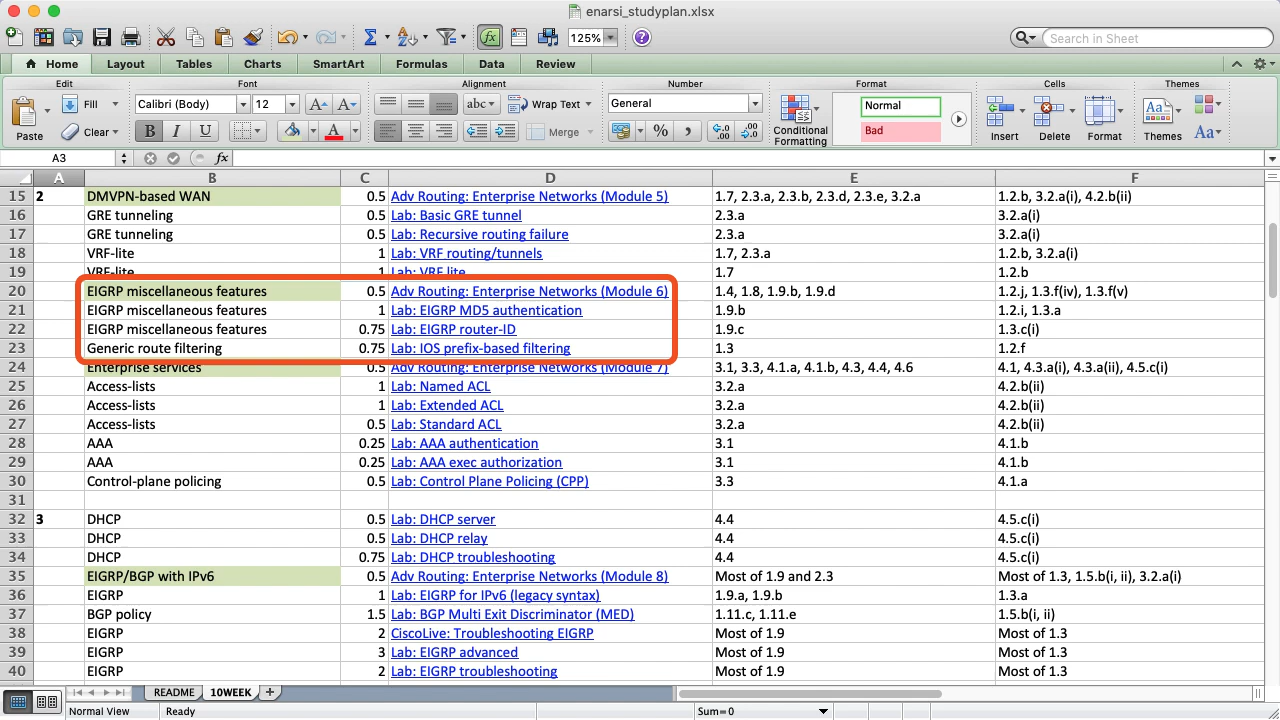 enarsi_studyplan.xlsx
125%
Search in Sheet
Home Layout Tables Charts SmartArt Formulas Data Review
Edit Font Alignment Number Format Cells Themes
Paste Fill Calibri (Body) 12 A A abc Wrap Text General Conditional Formatting Normal Insert Delete Format Themes Aa
Clear B I U A Merge % Bad Aa
A3 fx
A B C D E F
15 2 DMVPN-based WAN 0.5 Adv Routing: Enterprise Networks (Module 5) 1.7, 2.3.a, 2.3.b, 2.3.d, 2.3.e, 3.2.a 1.2.b, 3.2.a(i), 4.2.b(ii)
16 GRE tunneling 0.5 Lab: Basic GRE tunnel 2.3.a 3.2.a(i)
17 GRE tunneling 0.5 Lab: Recursive routing failure 2.3.a 3.2.a(i)
18 VRF-lite 1 Lab: VRF routing/tunnels 1.7, 2.3.a 1.2.b, 3.2.a(i)
19 VRF-lite 1 Lab: VRF lite 1.7 1.2.b
20 EIGRP miscellaneous features 0.5 Adv Routing: Enterprise Networks (Module 6) 1.4, 1.8, 1.9.b, 1.9.d 1.2.j, 1.3.f(iv), 1.3.f(v)
21 EIGRP miscellaneous features 1 Lab: EIGRP MD5 authentication 1.9.b 1.2.i, 1.3.a
22 EIGRP miscellaneous features 0.75 Lab: EIGRP router-ID 1.9.c 1.3.c(i)
23 Generic route filtering 0.75 Lab: IOS prefix-based filtering 1.3 1.2.f
24 Enterprise services 0.5 Adv Routing: Enterprise Networks (Module 7) 3.1, 3.3, 4.1.a, 4.1.b, 4.3, 4.4, 4.6 4.1, 4.3.a(i), 4.3.a(ii), 4.5.c(i)
25 Access-lists 1 Lab: Named ACL 3.2.a 4.2.b(ii)
26 Access-lists 1 Lab: Extended ACL 3.2.a 4.2.b(ii)
27 Access-lists 0.5 Lab: Standard ACL 3.2.a 4.2.b(ii)
28 AAA 0.25 Lab: AAA authentication 3.1 4.1.b
29 AAA 0.25 Lab: AAA exec authorization 3.1 4.1.b
30 Control-plane policing 0.5 Lab: Control Plane Policing (CPP) 3.3 4.1.a
31
32 3 DHCP 0.5 Lab: DHCP server 4.4 4.5.c(i)
33 DHCP 0.5 Lab: DHCP relay 4.4 4.5.c(i)
34 DHCP 0.75 Lab: DHCP troubleshooting 4.4 4.5.c(i)
35 EIGRP/BGP with IPv6 0.5 Adv Routing: Enterprise Networks (Module 8) Most of 1.9 and 2.3 Most of 1.3, 1.5.b(i, ii), 3.2.a(i)
36 EIGRP 1 Lab: EIGRP for IPv6 (legacy syntax) 1.9.a, 1.9.b 1.3.a
37 BGP policy 1.5 Lab: BGP Multi Exit Discriminator (MED) 1.11.c, 1.11.e 1.5.b(i, ii)
38 EIGRP 2 CiscoLive: Troubleshooting EIGRP Most of 1.9 Most of 1.3
39 EIGRP 3 Lab: EIGRP advanced Most of 1.9 Most of 1.3
40 EIGRP 2 Lab: EIGRP troubleshooting Most of 1.9 Most of 1.3
README 10WEEK
Normal View Ready Sum=0